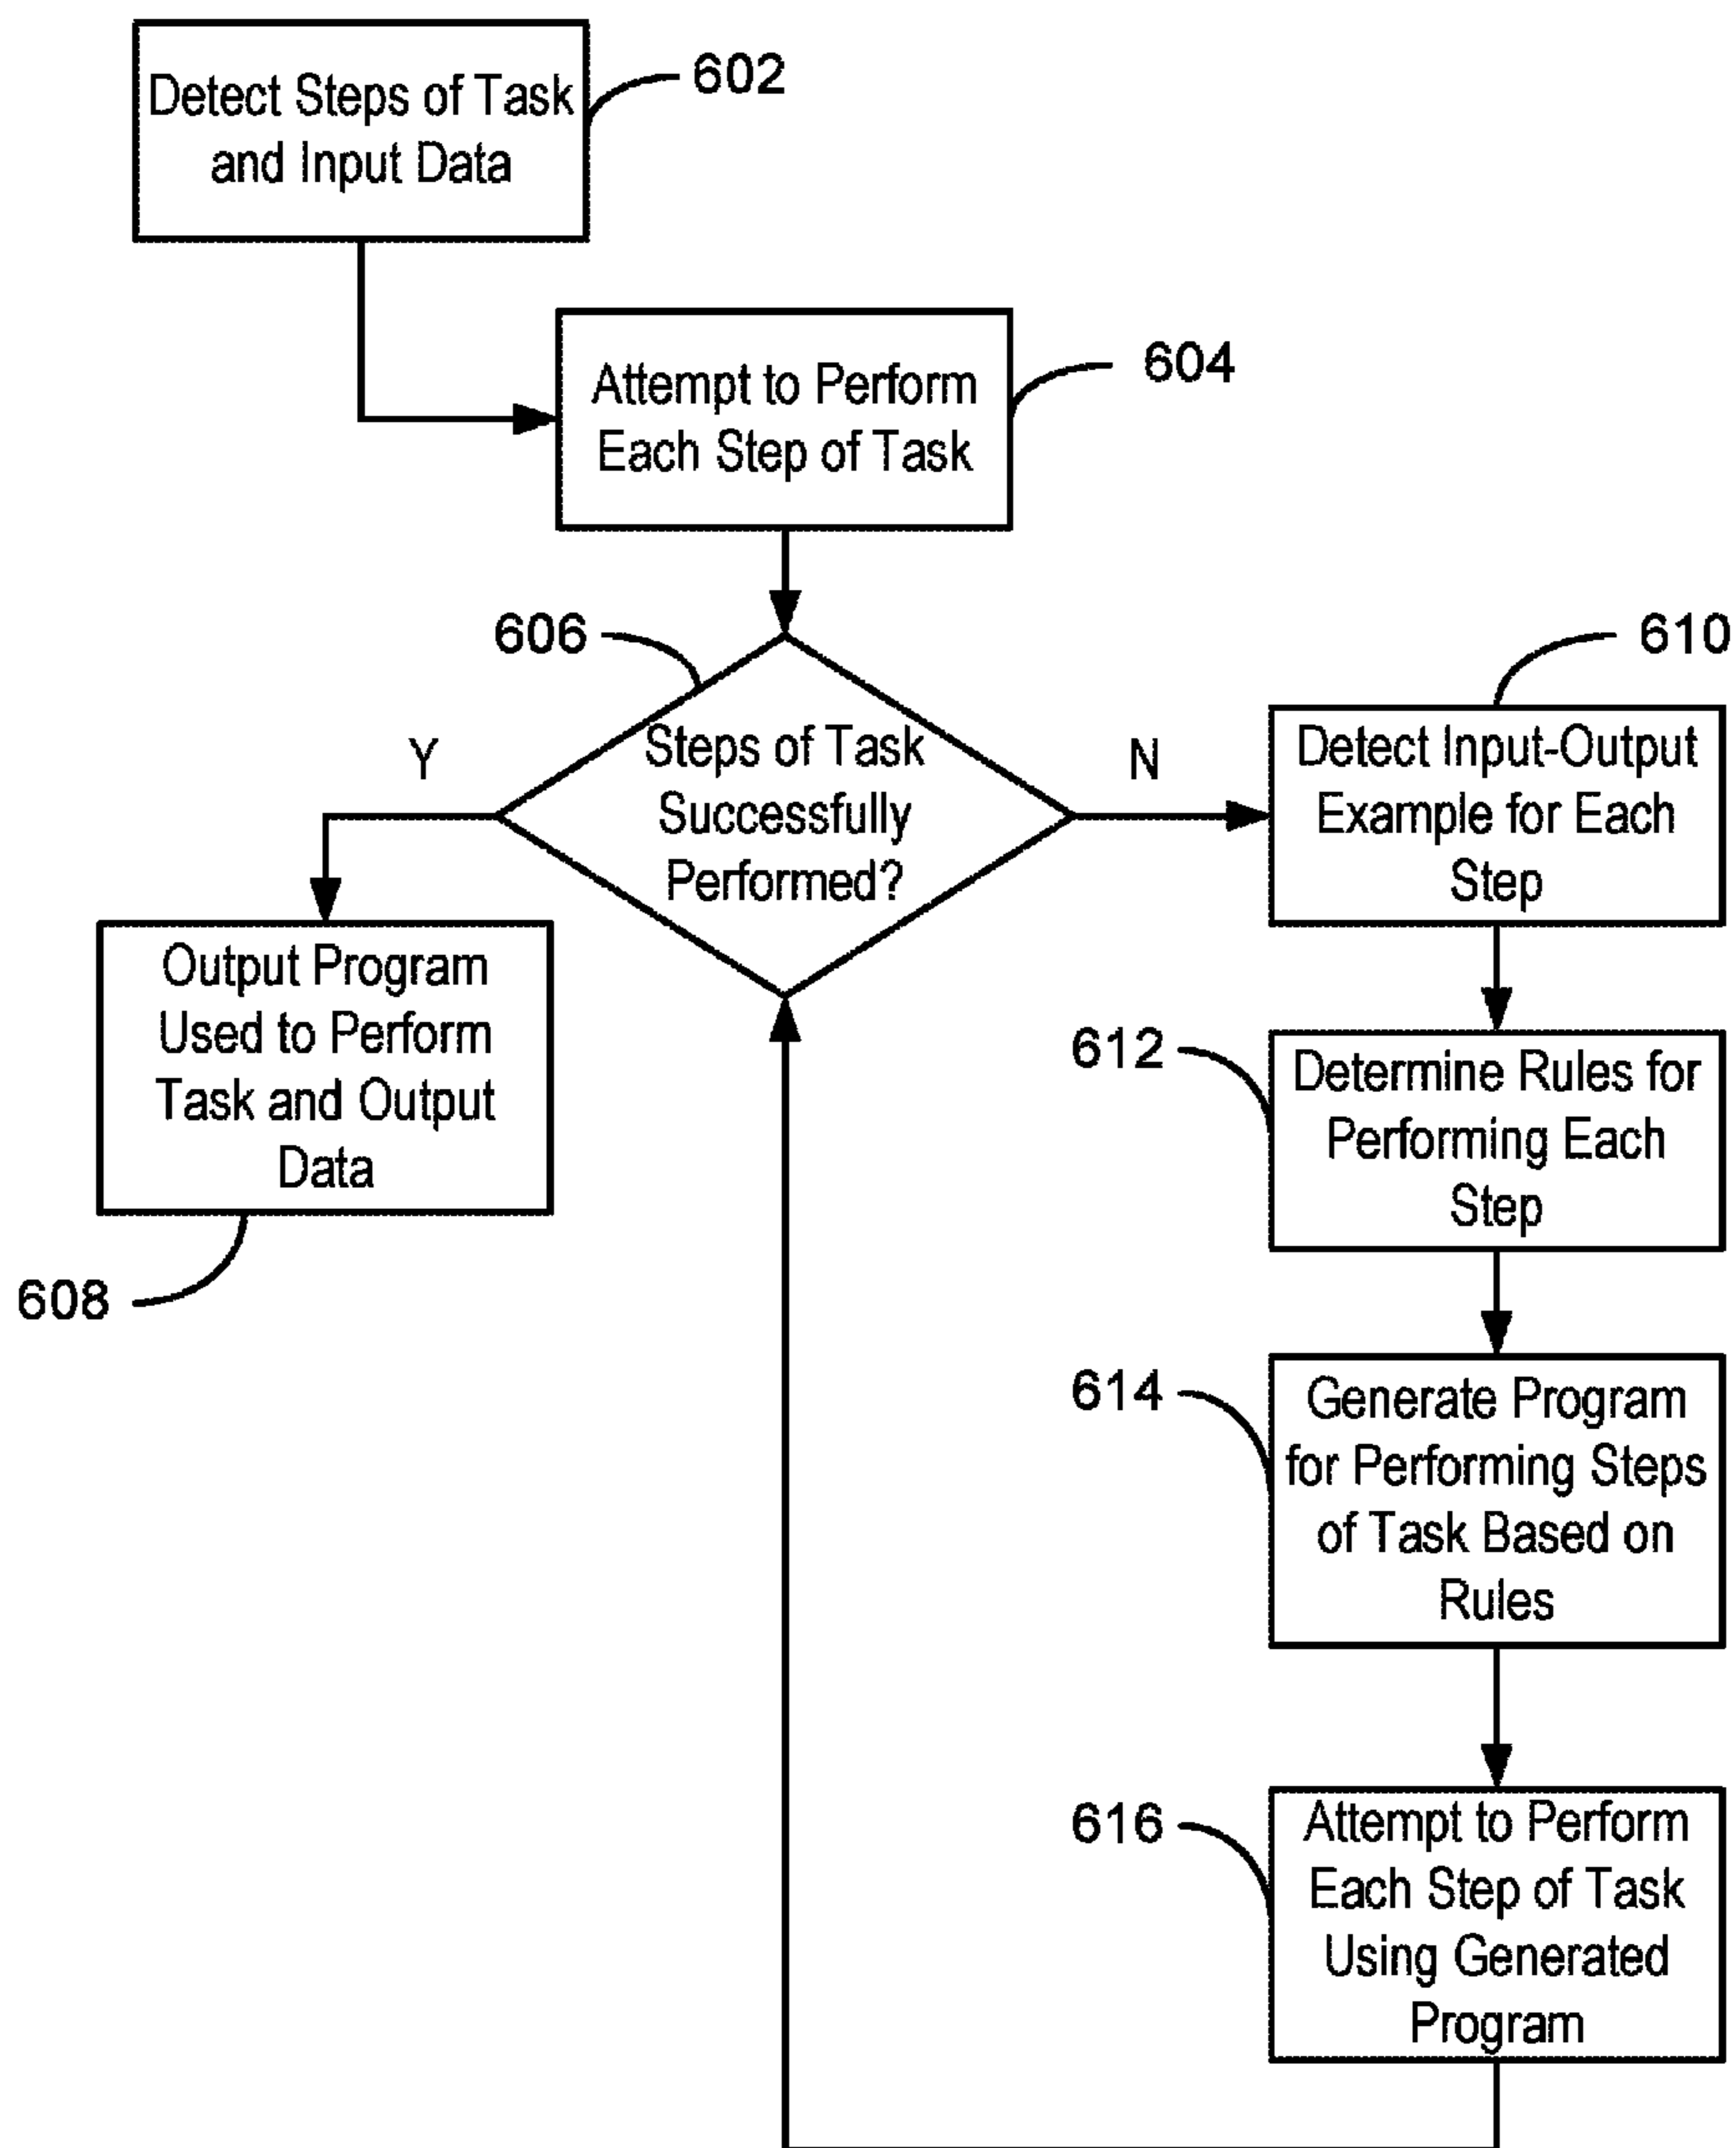 Detect Steps of Task
and Input Data
602
Attempt to Perform
Each Step of Task
604
606
Steps of Task
Successfully
Performed?
Y
N
Output Program
Used to Perform
Task and Output
Data
608
610
Detect Input-Output
Example for Each
Step
612
Determine Rules for
Performing Each
Step
614
Generate Program
for Performing Steps
of Task Based on
Rules
616
Attempt to Perform
Each Step of Task
Using Generated
Program